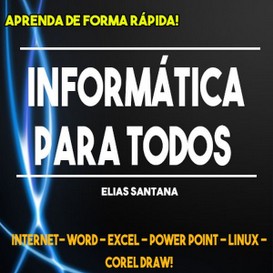 APRENDA DE FORMA RÁPIDA!
INFORMÁTICA
PARA TODOS
ELIAS SANTANA
INTERNET- WORD - EXCEL - POWER POINT - LINUX -
COREL DRAW!